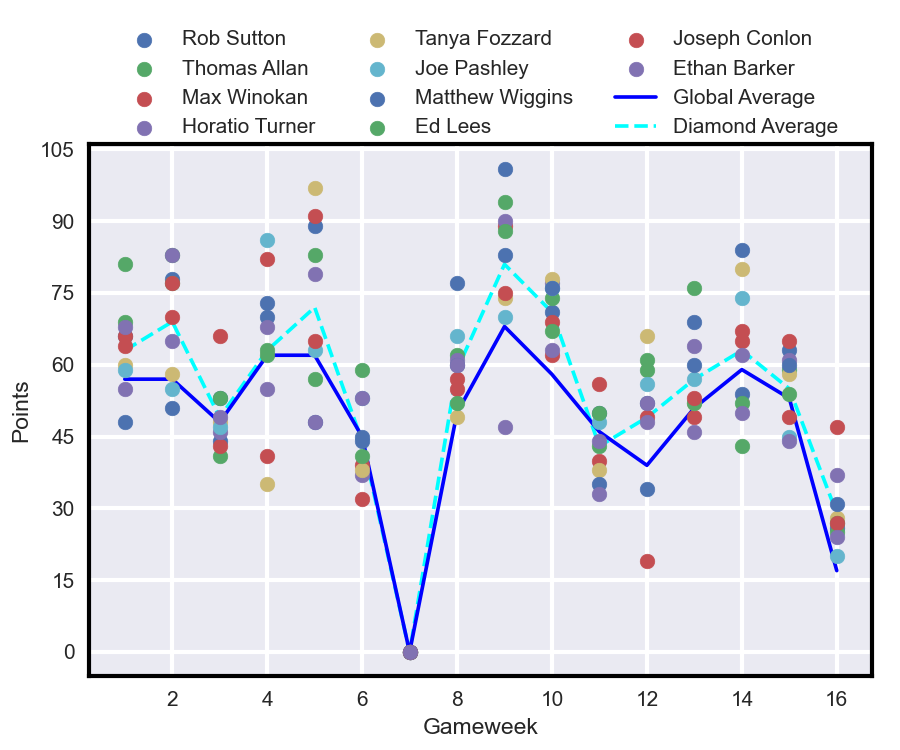 Rob Sutton
Thomas Allan
Max Winokan
Horatio Turner
Tanya Fozzard
Joe Pashley
Matthew Wiggins
Ed Lees
Joseph Conlon
Ethan Barker
Global Average
Diamond Average
105
90
75
60
45
30
15
0
Points
2 4 6 8 10 12 14 16
Gameweek